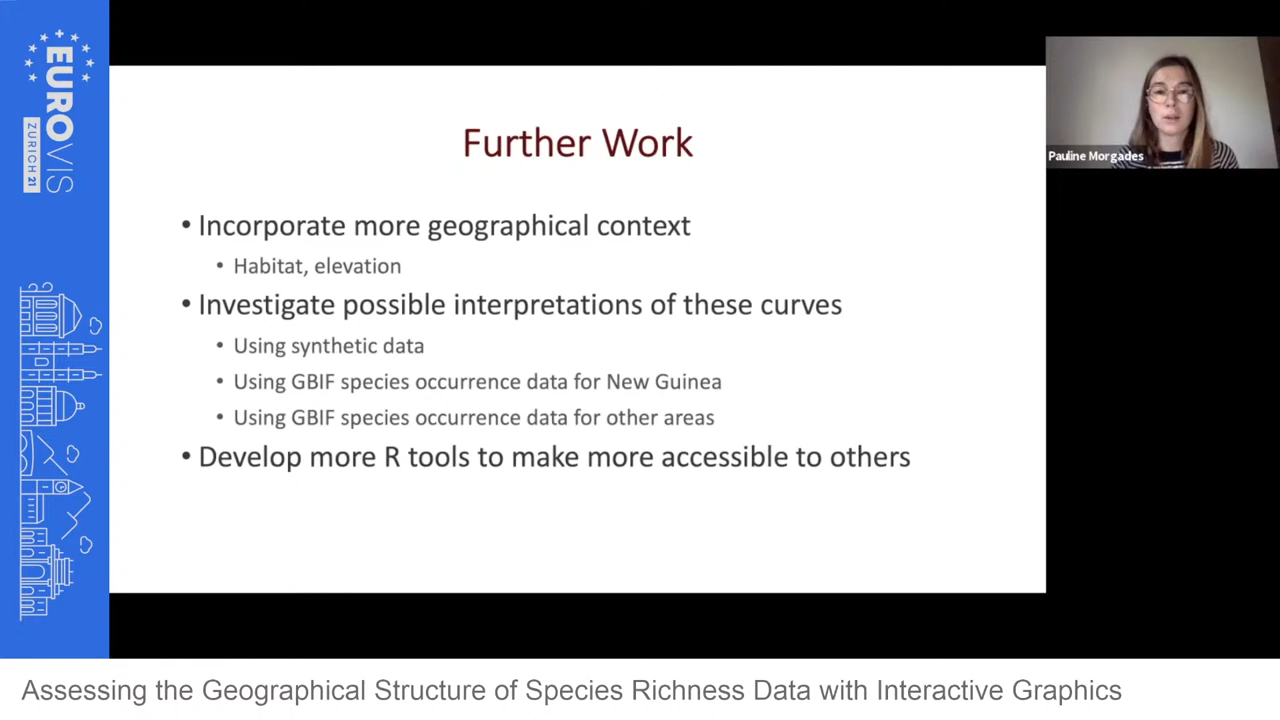 EUROVIS
ZURICH 21
Further Work
• Incorporate more geographical context
• Habitat, elevation
• Investigate possible interpretations of these curves
• Using synthetic data
• Using GBIF species occurrence data for New Guinea
• Using GBIF species occurrence data for other areas
• Develop more R tools to make more accessible to others
Pauline Morgades
Assessing the Geographical Structure of Species Richness Data with Interactive Graphics